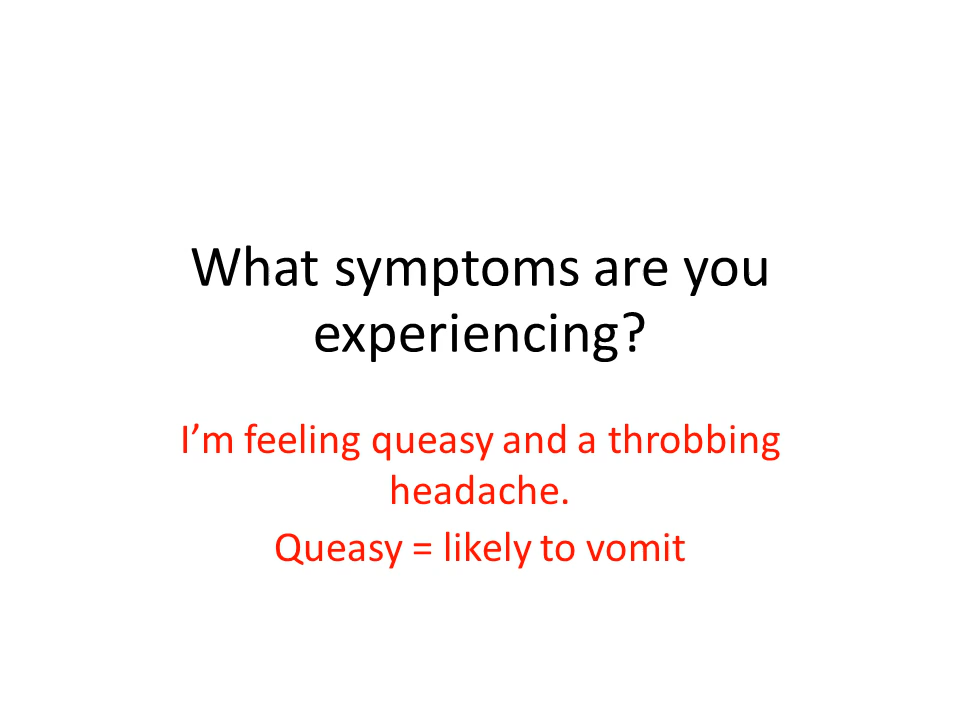 What symptoms are you
experiencing?
I’m feeling queasy and a throbbing
headache.
Queasy = likely to vomit